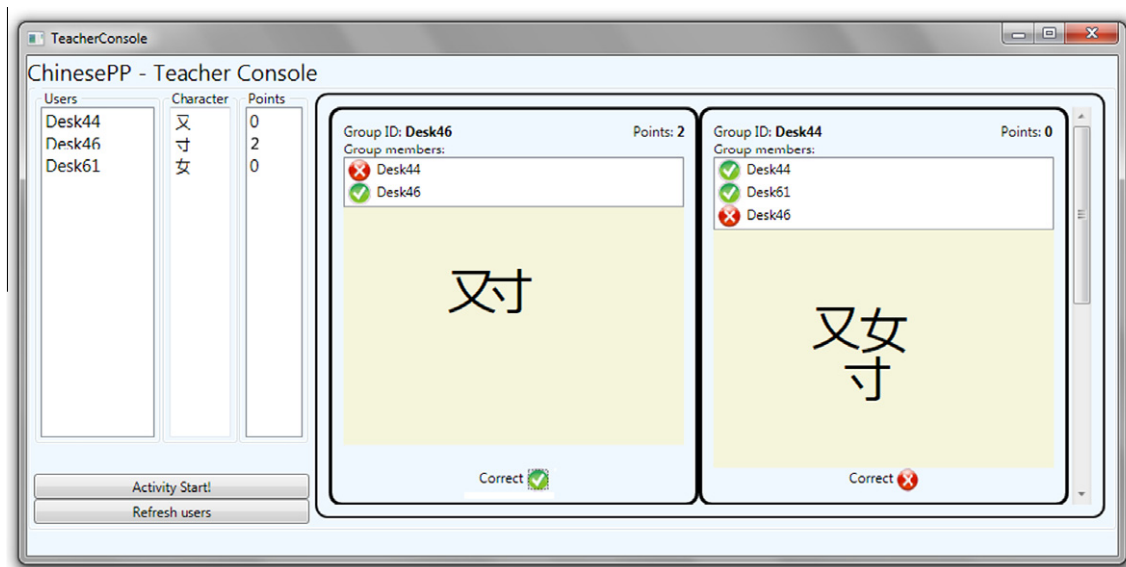 TeacherConsole
ChinesePP - Teacher Console
Users Character Points
Desk44 又 0
Desk46 寸 2
Desk61 女 0
Activity Start!
Refresh users
Group ID: Desk46 Points: 2
Group members:
Desk44
Desk46
又寸
Correct
Group ID: Desk44 Points: 0
Group members:
Desk44
Desk61
Desk46
又女
寸
Correct